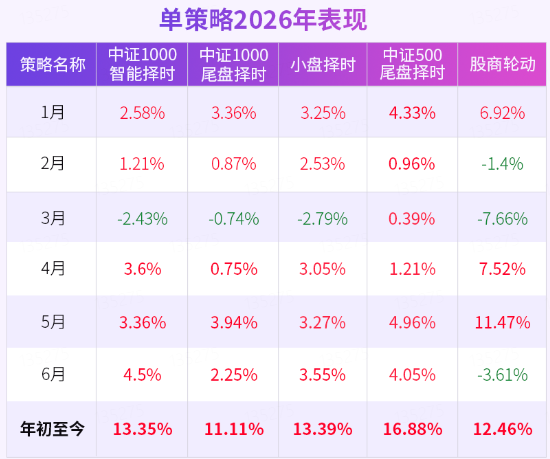 单策略2026年表现
策略名称 中证1000智能择时 中证1000尾盘择时 小盘择时 中证500尾盘择时 股商轮动
1月 2.58% 3.36% 3.25% 4.33% 6.92%
2月 1.21% 0.87% 2.53% 0.96% -1.4%
3月 -2.43% -0.74% -2.79% 0.39% -7.66%
4月 3.6% 0.75% 3.05% 1.21% 7.52%
5月 3.36% 3.94% 3.27% 4.96% 11.47%
6月 4.5% 2.25% 3.55% 4.05% -3.61%
年初至今 13.35% 11.11% 13.39% 16.88% 12.46%